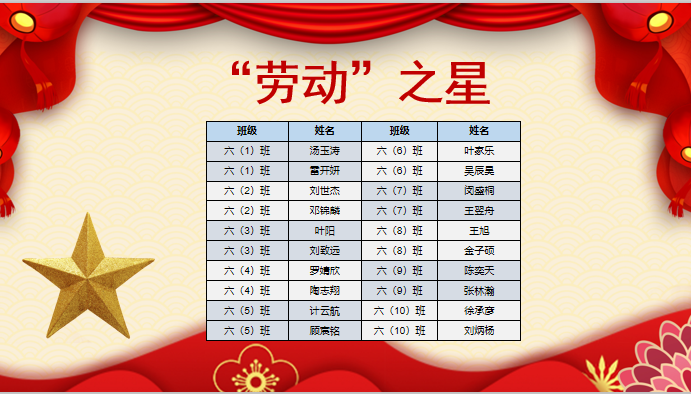 “劳动”之星
班级 姓名 班级 姓名
六（1）班 汤玉涛 六（6）班 叶家乐
六（1）班 雷开妍 六（6）班 吴辰昊
六（2）班 刘世杰 六（7）班 闵盛桐
六（2）班 邓锦麟 六（7）班 王翌舟
六（3）班 叶阳 六（8）班 王旭
六（3）班 刘致远 六（8）班 金子硕
六（4）班 罗婧欣 六（9）班 陈奕天
六（4）班 陶志翔 六（9）班 张林瀚
六（5）班 计云航 六（10）班 徐承彦
六（5）班 顾宸铭 六（10）班 刘炳杨